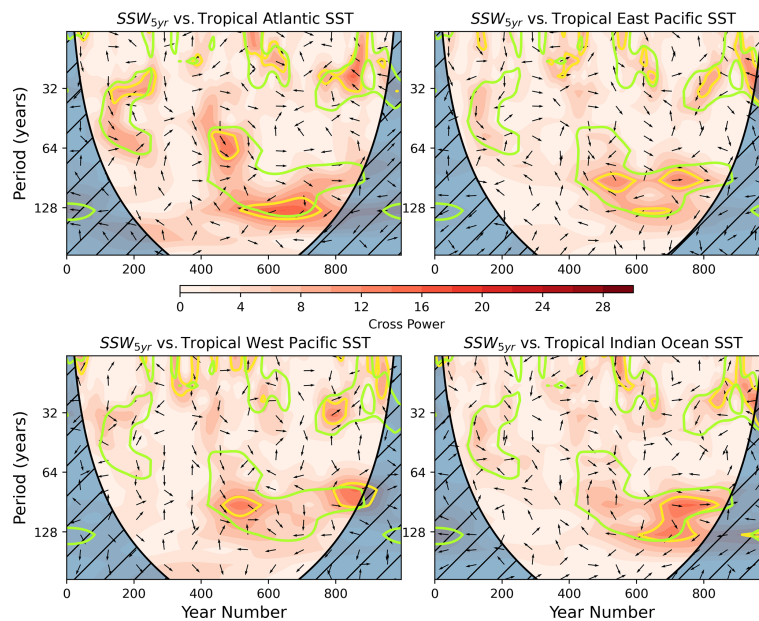 SSW5yr vs. Tropical Atlantic SST
SSW5yr vs. Tropical East Pacific SST
Period (years)
32
64
128
0 200 400 600 800
32
64
128
0 200 400 600 800
0 4 8 12 16 20 24 28
Cross Power
SSW5yr vs. Tropical West Pacific SST
SSW5yr vs. Tropical Indian Ocean SST
Period (years)
32
64
128
0 200 400 600 800
Year Number
32
64
128
0 200 400 600 800
Year Number